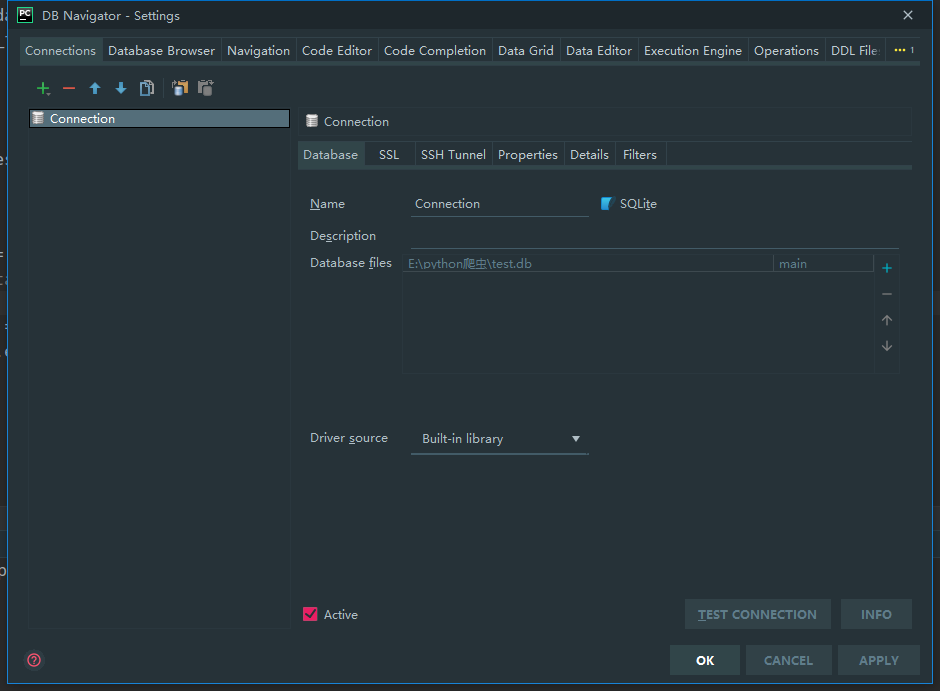 PC DB Navigator - Settings
Connections Database Browser Navigation Code Editor Code Completion Data Grid Data Editor Execution Engine Operations DDL File 1
Connection
Connection
Database SSL SSH Tunnel Properties Details Filters
Name Connection SQLite
Description
Database files E:\python爬虫\test.db main
Driver source Built-in library
Active
TEST CONNECTION INFO
OK CANCEL APPLY